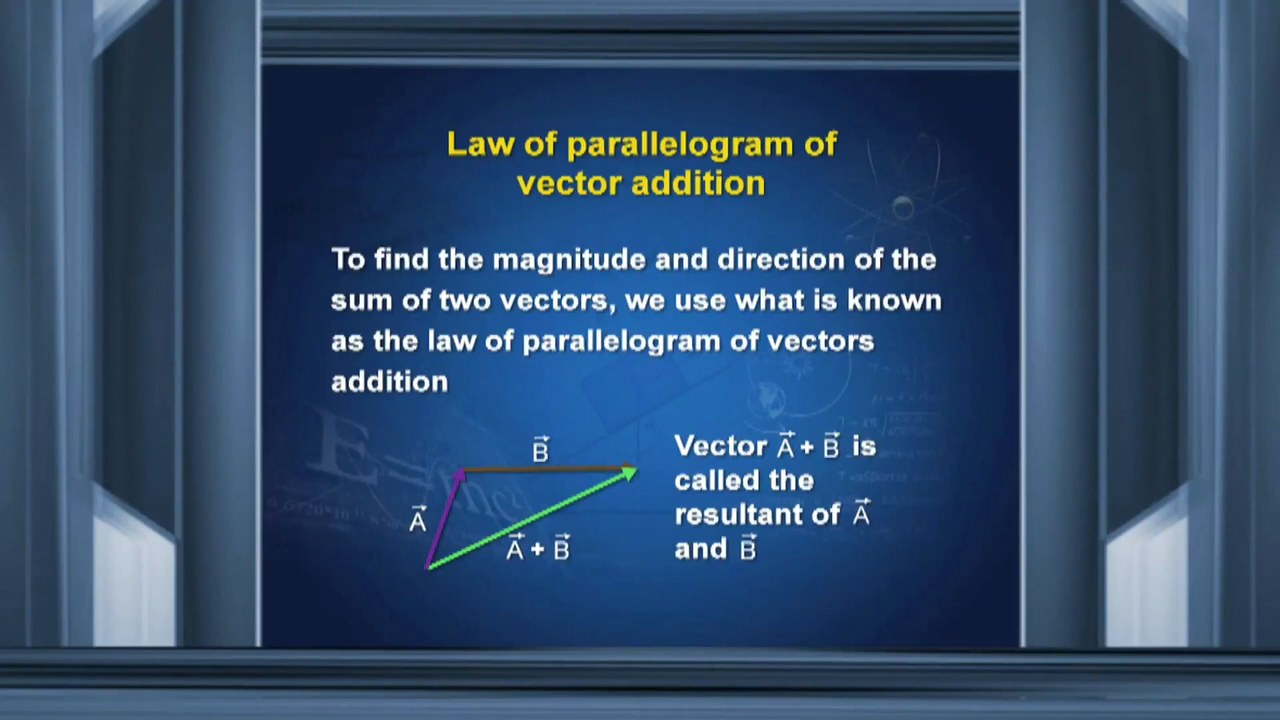 Law of parallelogram of
vector addition
To find the magnitude and direction of the
sum of two vectors, we use what is known
as the law of parallelogram of vectors
addition
B⃗
A⃗
A⃗ + B⃗
Vector A⃗ + B⃗ is
called the
resultant of A⃗
and B⃗